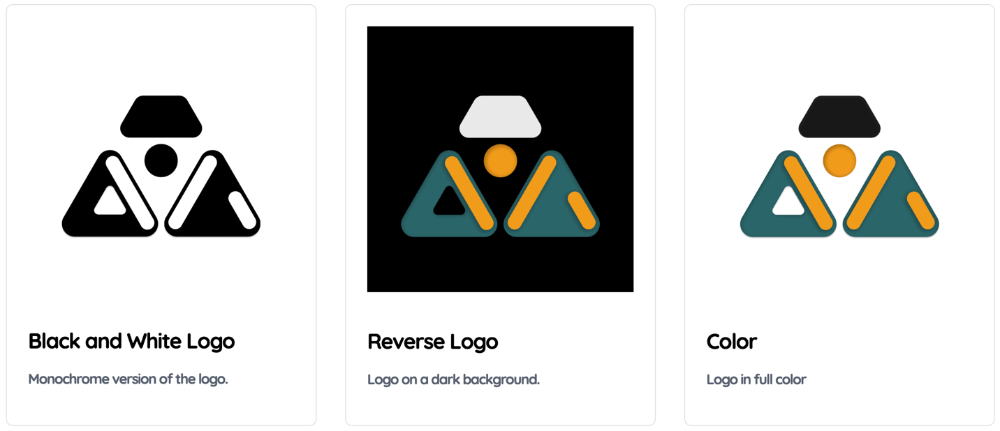 Black and White Logo
Monochrome version of the logo.
Reverse Logo
Logo on a dark background.
Color
Logo in full color